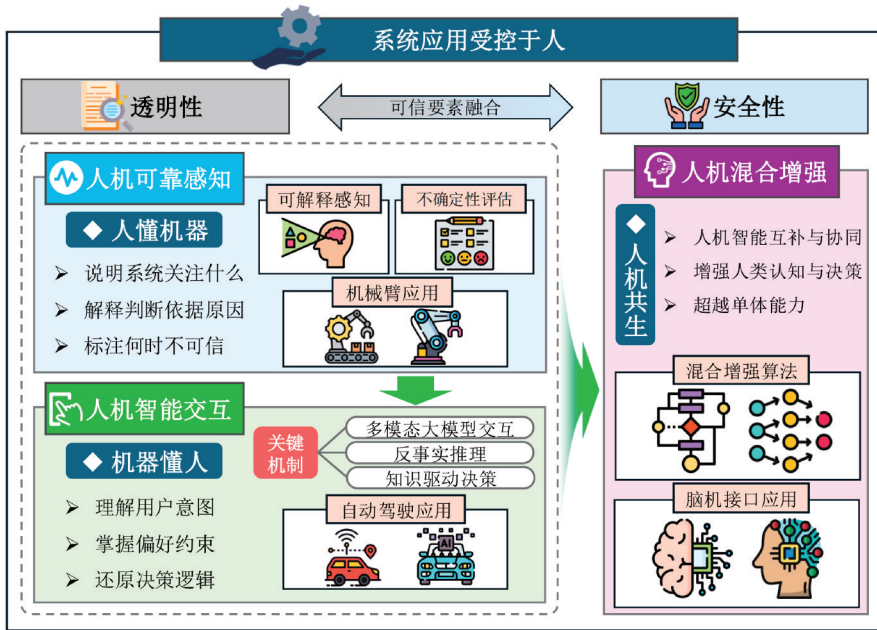 系统应用受控于人
透明性
可信要素融合
安全性
人机可靠感知
人懂机器
说明系统关注什么
解释判断依据原因
标注何时不可信
可解释感知
不确定性评估
机械臂应用
人机智能交互
机器懂人
理解用户意图
掌握偏好约束
还原决策逻辑
关键
机制
多模态大模型交互
反事实推理
知识驱动决策
自动驾驶应用
AI
人机混合增强
人机共生
人机智能互补与协同
增强人类认知与决策
超越单体能力
混合增强算法
脑机接口应用